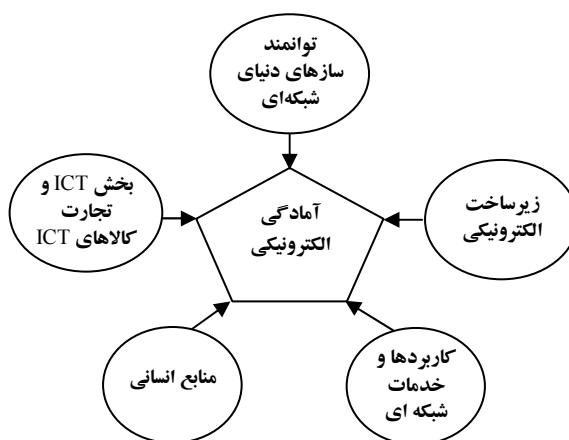 توانمند
سازهای دنیای
شبکه‌ای
بخش ICT و
تجارت
کالاهای ICT
آمادگی
الکترونیکی
زیرساخت
الکترونیکی
منابع انسانی
کاربردها و
خدمات
شبکه ای